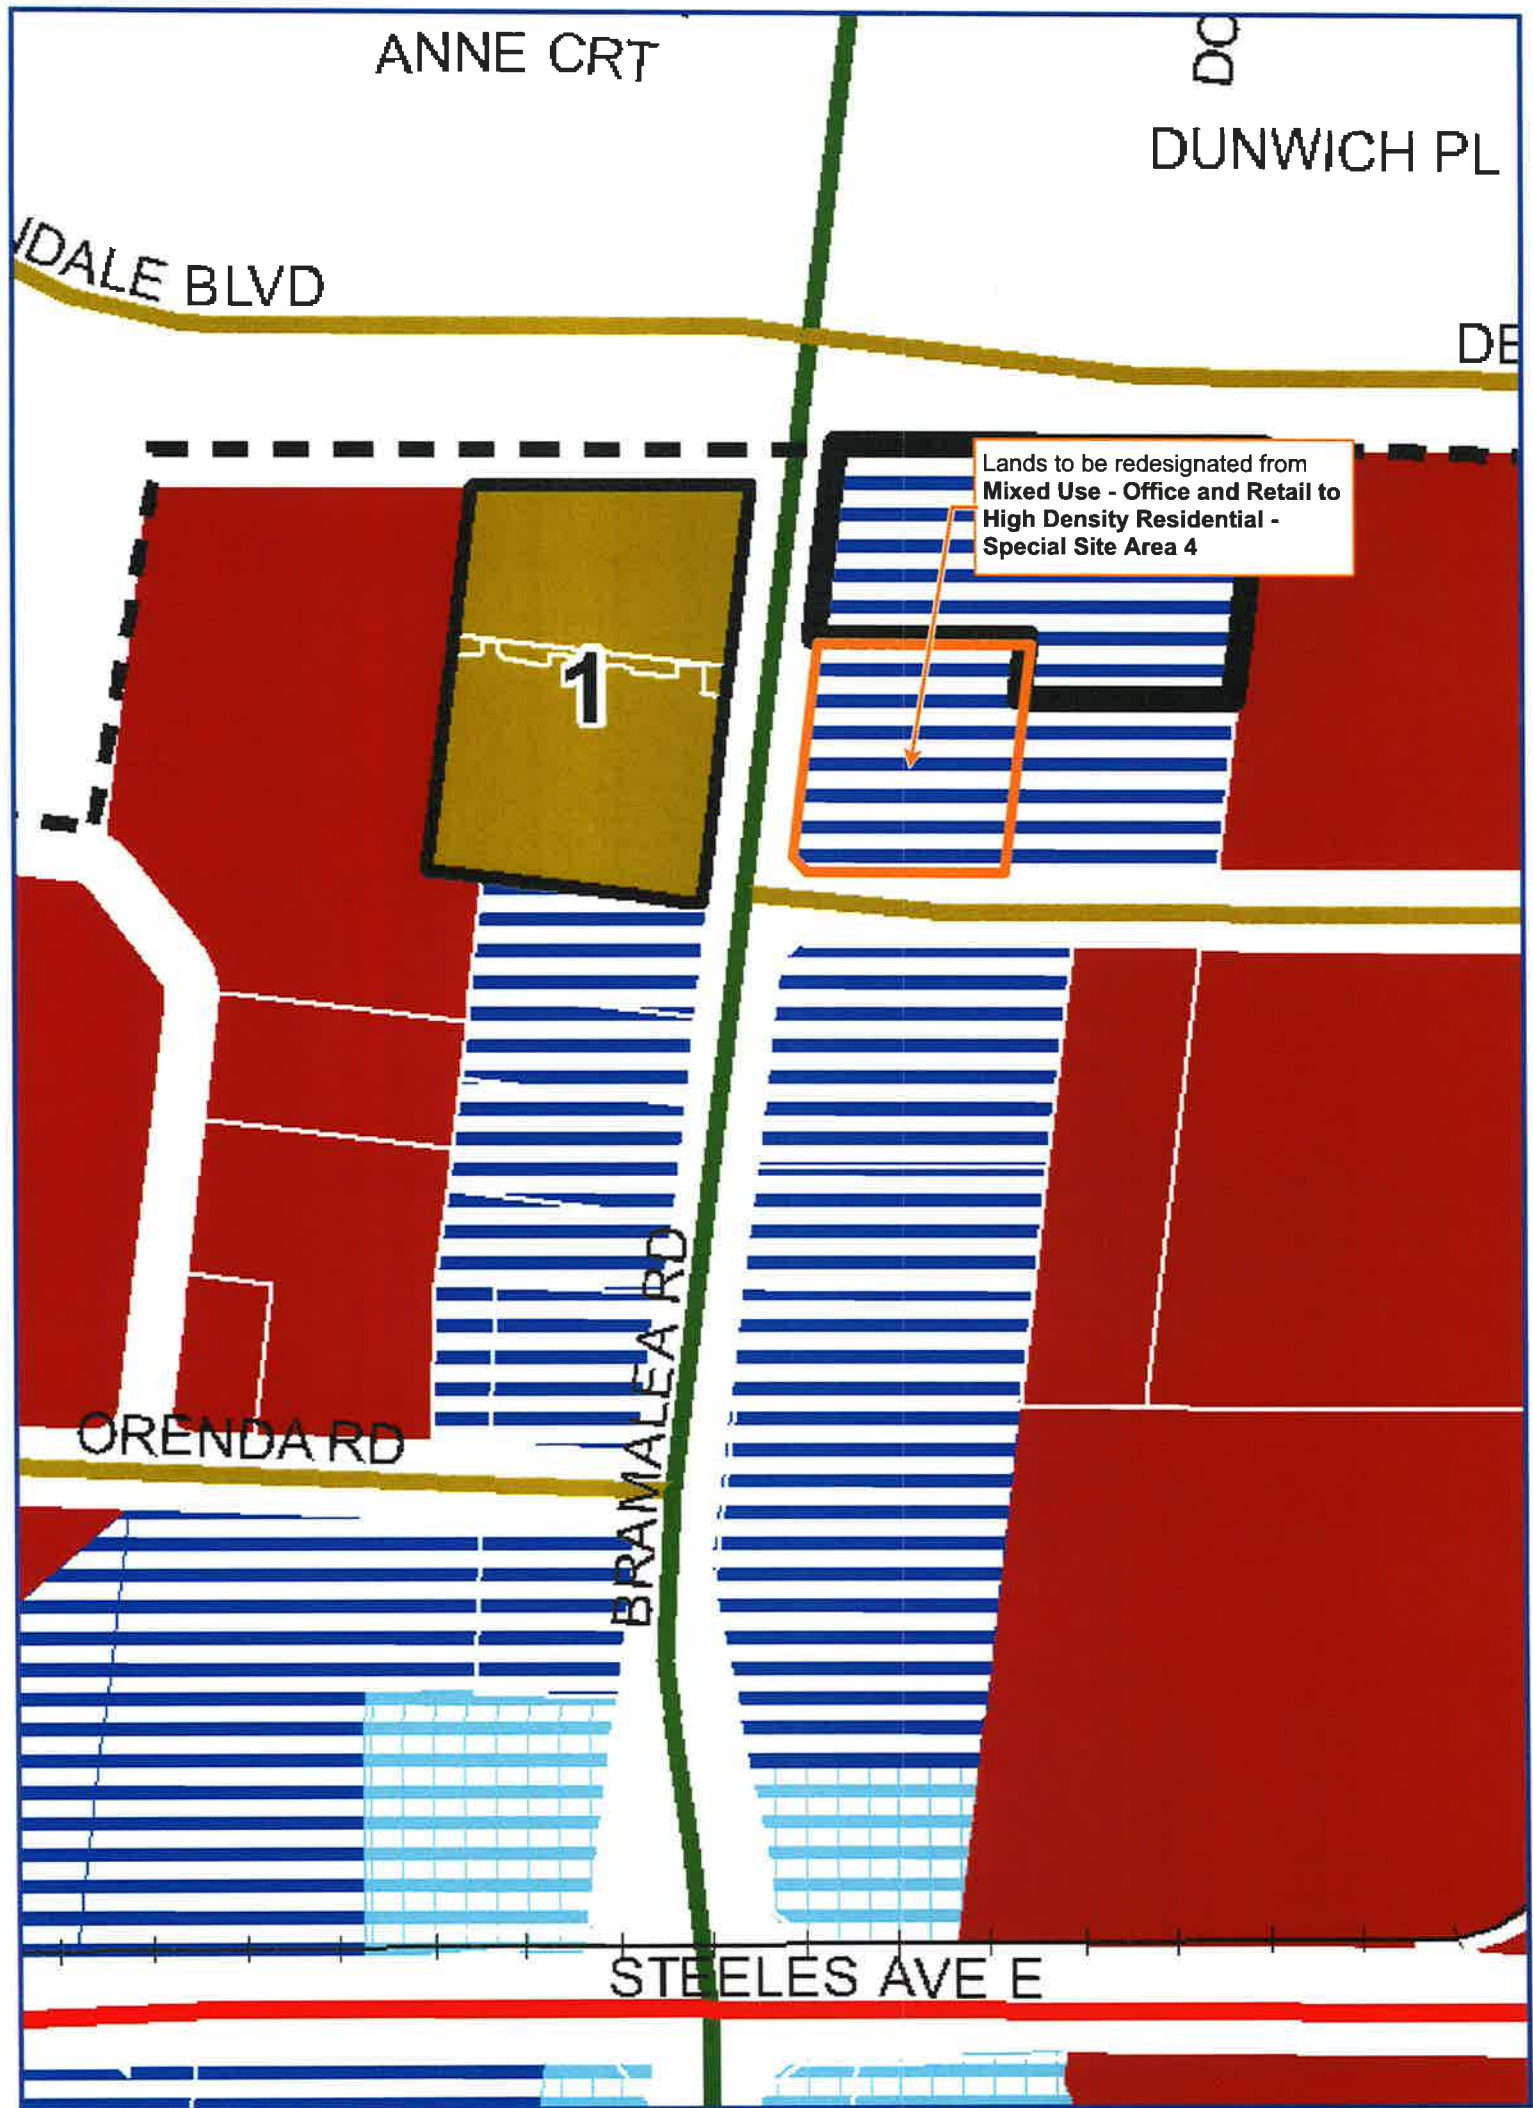 ANNE CRT
DO
DUNWICH PL
NDALE BLVD
DE
Lands to be redesignated from
Mixed Use - Office and Retail to
High Density Residential -
Special Site Area 4
1
BRAMALEA RD
ORENDA RD
STEELES AVE E